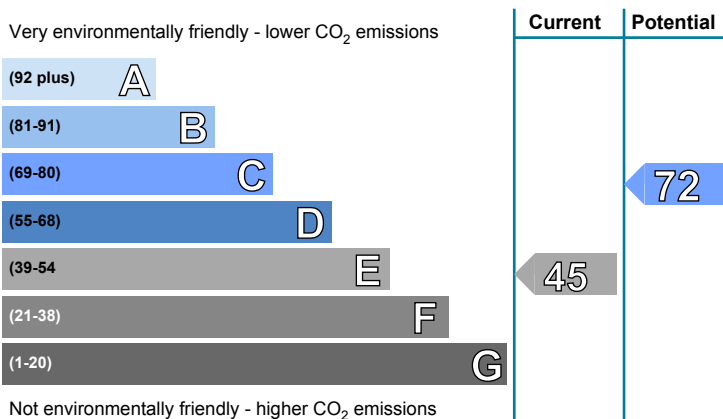 Very environmentally friendly - lower CO₂ emissions
Current
Potential
(92 plus) A
(81-91) B
(69-80) C
72
(55-68) D
(39-54 E
45
(21-38) F
(1-20) G
Not environmentally friendly - higher CO₂ emissions